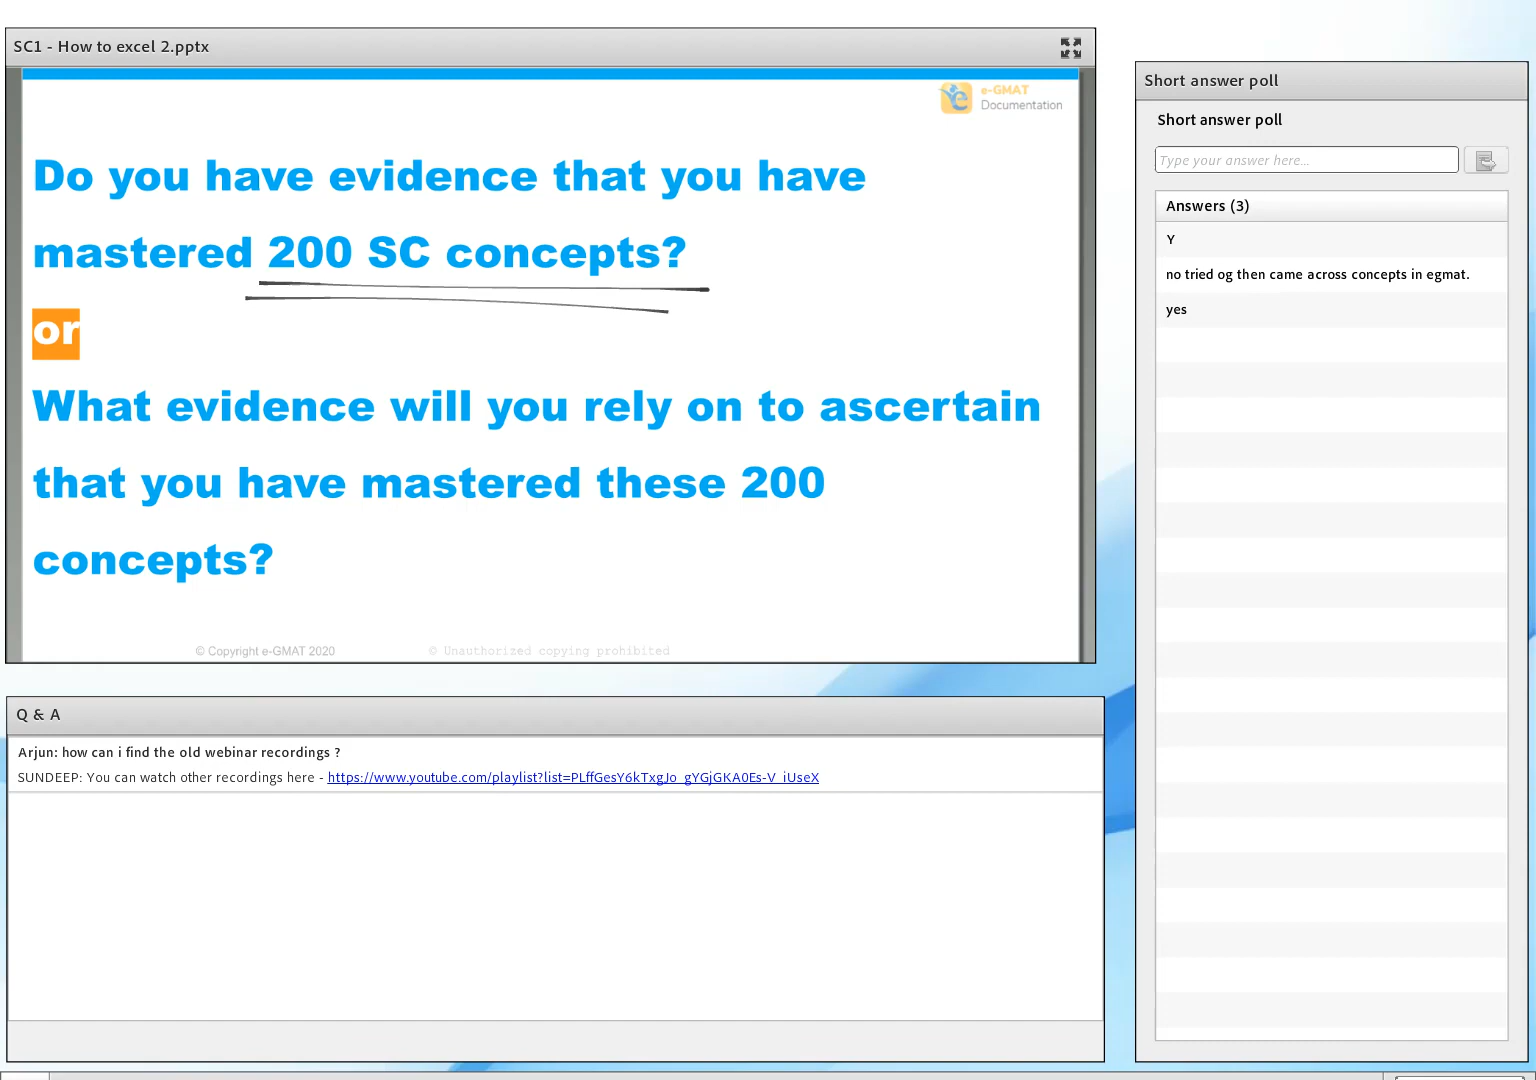 SC1 - How to excel 2.pptx
e-GMAT
Documentation
Do you have evidence that you have
mastered 200 SC concepts?
or
What evidence will you rely on to ascertain
that you have mastered these 200
concepts?
© Copyright e-GMAT 2020
© Unauthorized copying prohibited
Q & A
Arjun: how can i find the old webinar recordings ?
SUNDEEP: You can watch other recordings here - https://www.youtube.com/playlist?list=PLffGesY6kTxgJo_gYGjGKA0Es-V_iUseX
Short answer poll
Short answer poll
Type your answer here...
Answers (3)
Y
no tried og then came across concepts in egmat.
yes